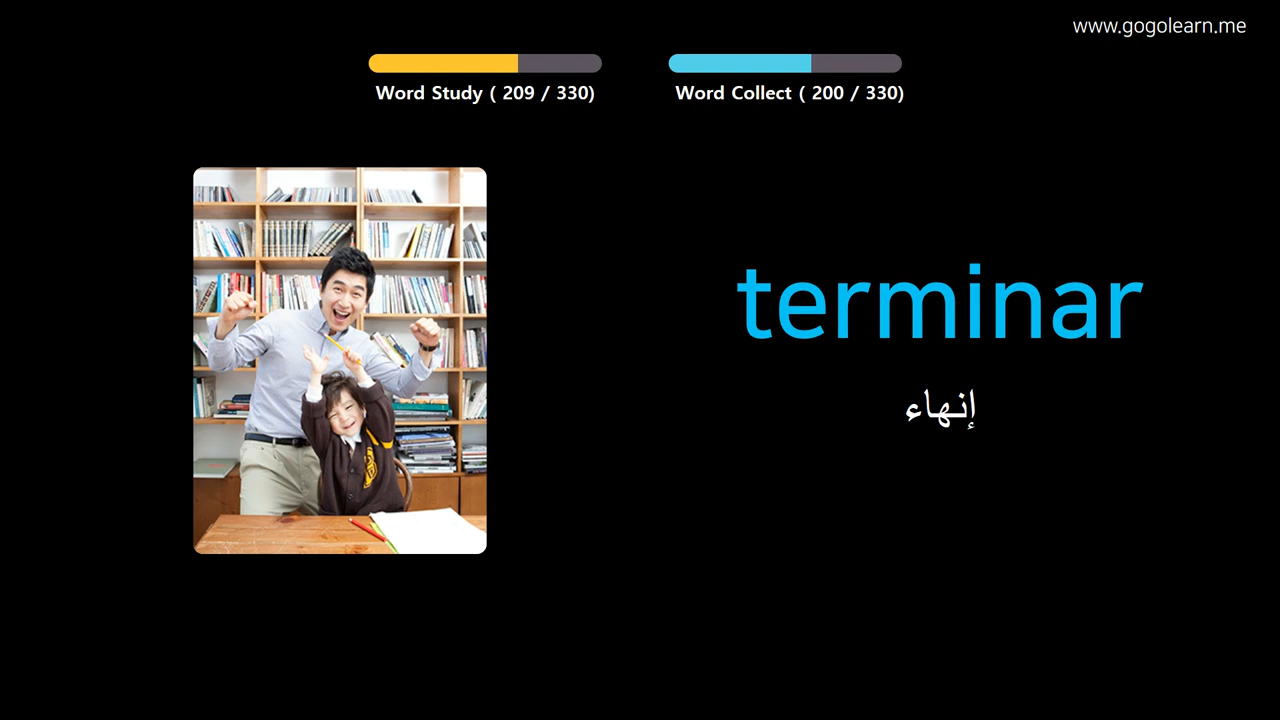 www.gogolearn.me
Word Study ( 209 / 330)
Word Collect ( 200 / 330)
terminar
إنهاء